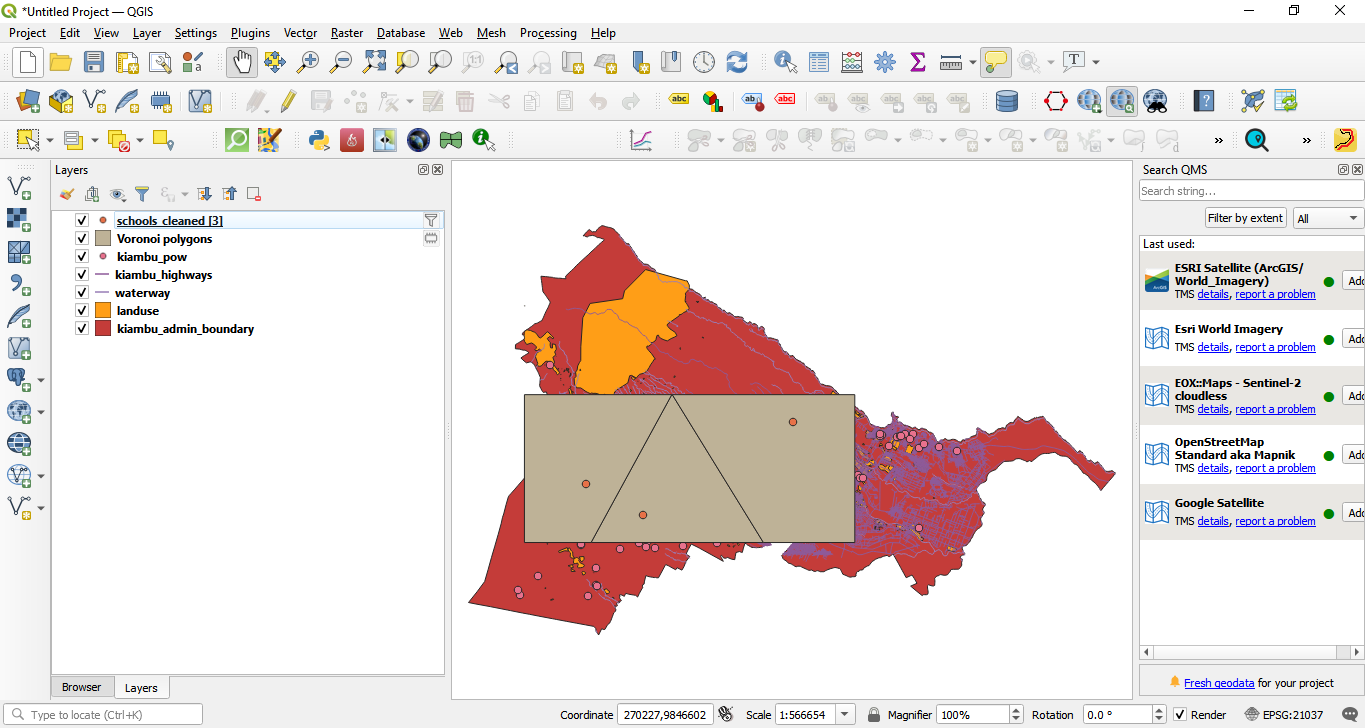 *Untitled Project — QGIS
Project Edit View Layer Settings Plugins Vector Raster Database Web Mesh Processing Help
abc ab abc
Layers
schools_cleaned [3]
Voronoi polygons
kiambu_pow
kiambu_highways
waterway
landuse
kiambu_admin_boundary
Browser Layers
Search QMS
Search string...
Filter by extent All
Last used:
ESRI Satellite (ArcGIS/
World_Imagery)
TMS details, report a problem
Add
Esri World Imagery
TMS details, report a problem
Add
EOX::Maps - Sentinel-2
cloudless
TMS details, report a problem
Add
OpenStreetMap
Standard aka Mapnik
TMS details, report a problem
Add
Google Satellite
TMS details, report a problem
Add
Fresh geodata for your project
Type to locate (Ctrl+K) Coordinate 270227,9846602 Scale 1:566654 Magnifier 100% Rotation 0.0 ° Render EPSG:21037